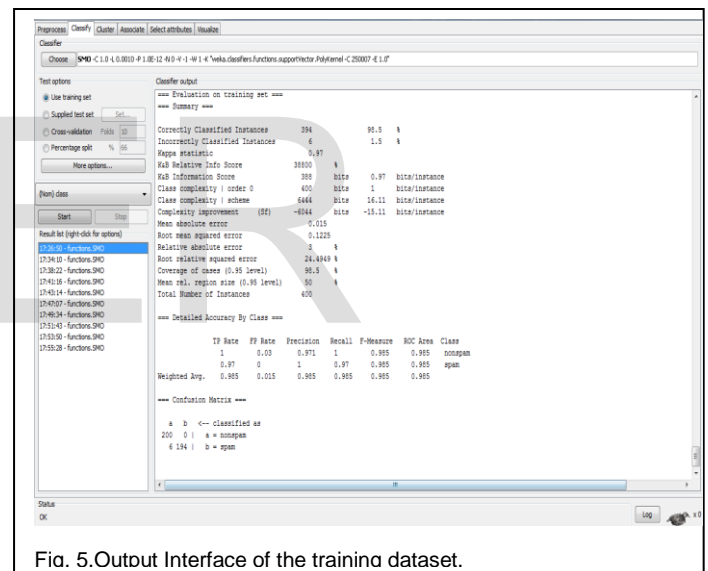 Preprocess Classify Cluster Associate Select attributes Visualize
Classifier
Choose SMO -C 1.0 -L 0.0010 -P 1.0E-12 -N 0 -V -1 -W 1 -K "weka.classifiers.functions.supportVector.PolyKernel -C 250007 -E 1.0"
Test options
Use training set
Supplied test set Set...
Cross-validation Folds 10
Percentage split % 66
More options...
(Nom) class
Start Stop
Result list (right-click for options)
17:26:50 - functions.SMO
17:34:10 - functions.SMO
17:38:22 - functions.SMO
17:41:16 - functions.SMO
17:43:14 - functions.SMO
17:47:07 - functions.SMO
17:49:34 - functions.SMO
17:51:43 - functions.SMO
17:53:50 - functions.SMO
17:55:28 - functions.SMO
Classifier output
=== Evaluation on training set ===
=== Summary ===
Correctly Classified Instances 394 98.5 %
Incorrectly Classified Instances 6 1.5 %
Kappa statistic 0.97
K&B Relative Info Score 38800 %
K&B Information Score 388 bits 0.97 bits/instance
Class complexity | order 0 400 bits 1 bits/instance
Class complexity | scheme 6444 bits 16.11 bits/instance
Complexity improvement (Sf) -6044 bits -15.11 bits/instance
Mean absolute error 0.015
Root mean squared error 0.1225
Relative absolute error 3 %
Root relative squared error 24.4949 %
Coverage of cases (0.95 level) 98.5 %
Mean rel. region size (0.95 level) 50 %
Total Number of Instances 400
=== Detailed Accuracy By Class ===
TP Rate FP Rate Precision Recall F-Measure ROC Area Class
1 0.03 0.971 1 0.985 0.985 nonspam
0.97 0 1 0.97 0.985 0.985 spam
Weighted Avg. 0.985 0.015 0.985 0.985 0.985 0.985
=== Confusion Matrix ===
a b <-- classified as
200 0 | a = nonspam
6 194 | b = spam
Status
OK
Log x 0
Fig. 5.Output Interface of the training dataset.